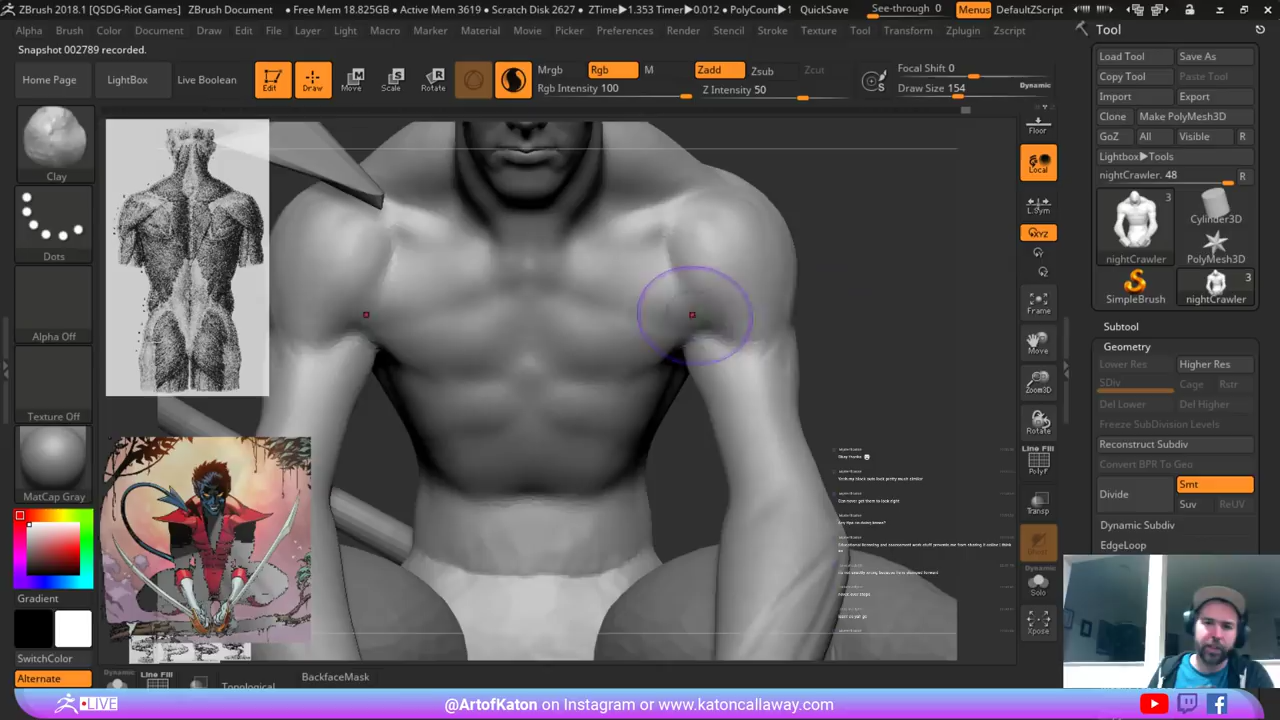 ZBrush 2018.1 [QSDG-Riot Games] ZBrush Document • Free Mem 18.825GB • Active Mem 3619 • Scratch Disk 2627 • ZTime▶1.353 Timer▶0.012 • PolyCount▶1 QuickSave See-through 0 Menus DefaultZScript
Alpha Brush Color Document Draw Edit File Layer Light Macro Marker Material Movie Picker Preferences Render Stencil Stroke Texture Tool Transform Zplugin Zscript
Snapshot 002789 recorded.
Home Page LightBox Live Boolean
Edit Draw Move Scale Rotate
Mrgb Rgb M Zadd Zsub Zcut
Rgb Intensity 100 Z Intensity 50
Focal Shift 0
Draw Size 154 Dynamic
S
Clay
Dots
Alpha Off
Texture Off
MatCap Gray
Gradient
SwitchColor
Alternate
Dynamic
Line Fill
Topological
BackfaceMask
Floor
Local
L.Sym
XYZ
Frame
Move
Zoom3D
Rotate
Line Fill
PolyF
Transp
Dynamic
Solo
Xpose
Tool
Load Tool Save As
Copy Tool Paste Tool
Import Export
Clone Make PolyMesh3D
GoZ All Visible R
Lightbox▶Tools
nightCrawler. 48 R
3
nightCrawler
Cylinder3D
PolyMesh3D
SimpleBrush
3
nightCrawler
Subtool
Geometry
Lower Res Higher Res
SDiv Cage Rstr
Del Lower Del Higher
Freeze SubDivision Levels
Reconstruct Subdiv
Convert BPR To Geo
Divide Smt
Suv ReUV
Dynamic Subdiv
EdgeLoop
LIVE
@ArtofKaton on Instagram or www.katoncallaway.com